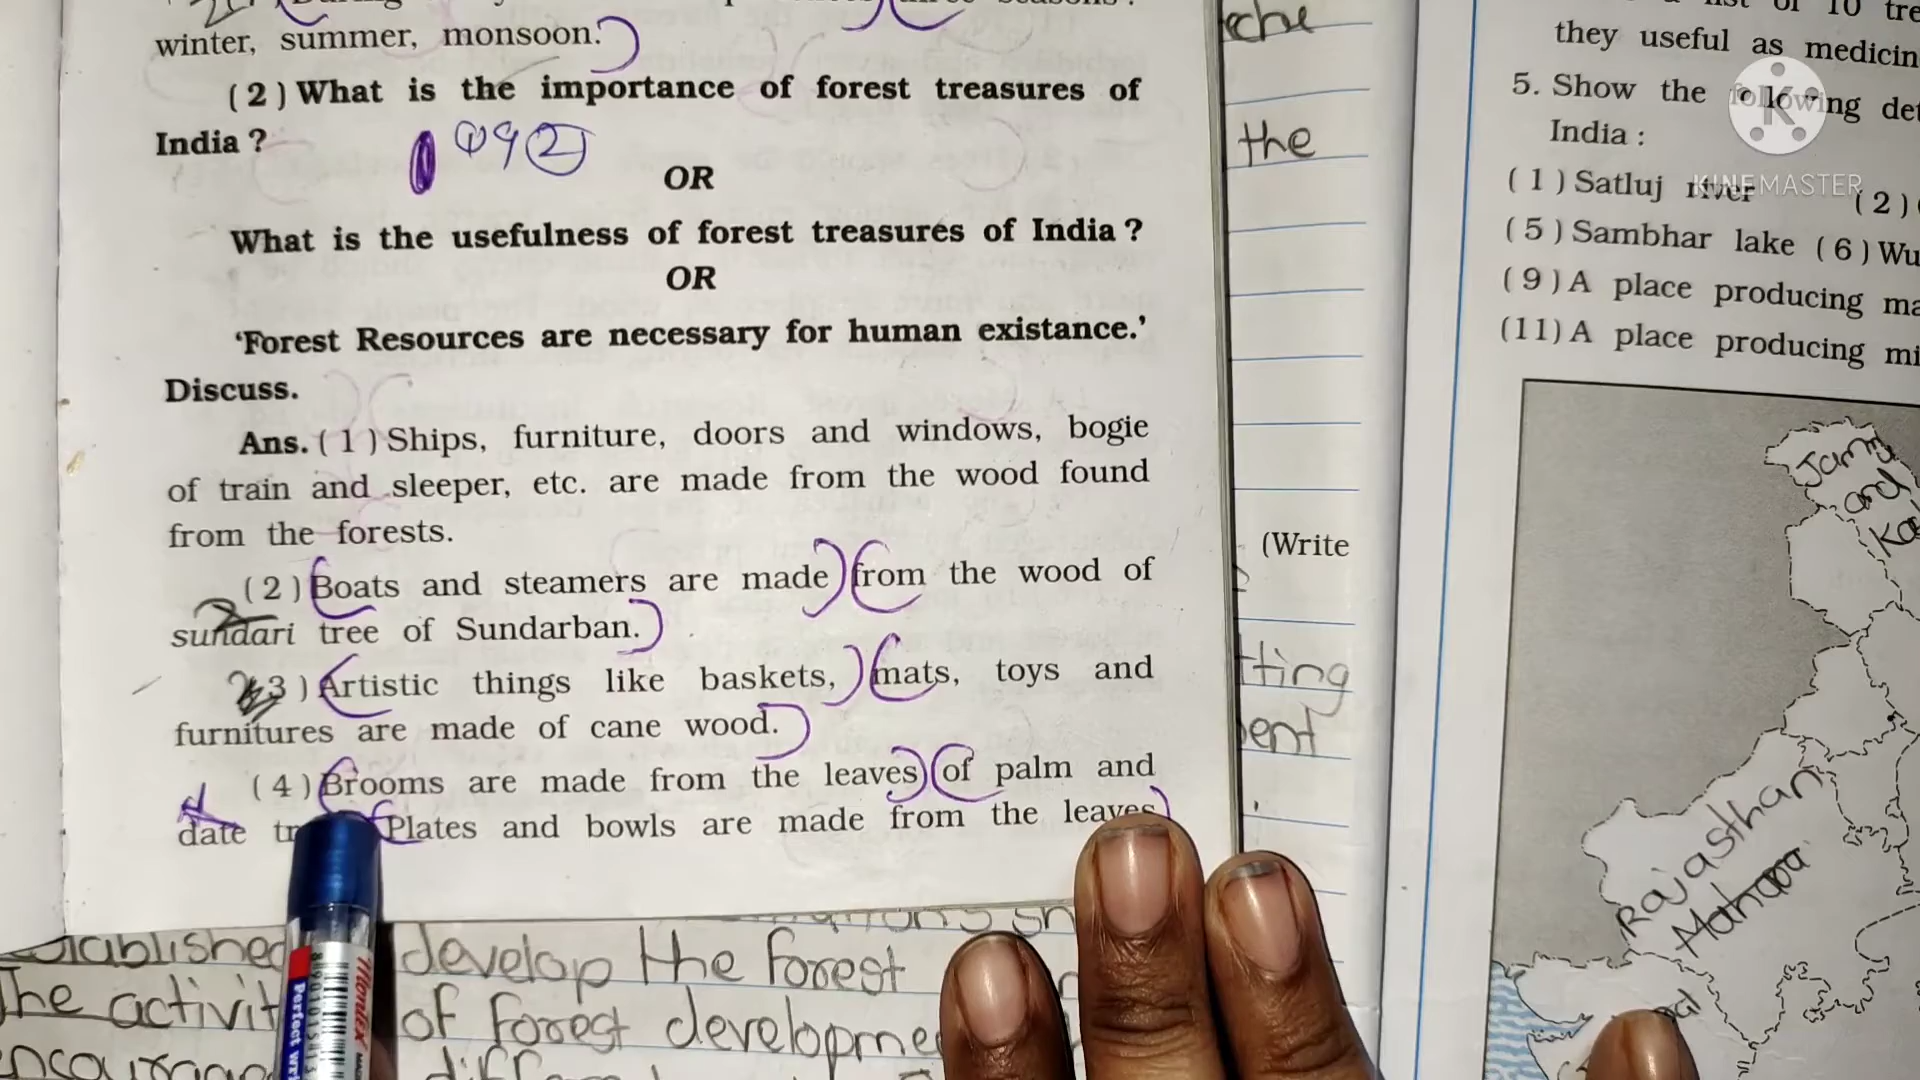 winter, summer, monsoon.
(2) What is the importance of forest treasures of
India ?
Q 9 2
OR
What is the usefulness of forest treasures of India ?
OR
'Forest Resources are necessary for human existance.'
Discuss.
Ans. (1) Ships, furniture, doors and windows, bogie
of train and sleeper, etc. are made from the wood found
from the forests.
(2) Boats and steamers are made from the wood of
sundari tree of Sundarban.
3) Artistic things like baskets, mats, toys and
furnitures are made of cane wood.
(4) Brooms are made from the leaves of palm and
date Plates and bowls are made from the leaves
develop the forest
The of forest
the
(Write
10
they useful as
5. Show the following
India :
(1) Satluj river (2)
(5) Sambhar lake (6)
(9) A place producing
(11) A place producing
KINEMASTER
K
Rajasthan
Montex